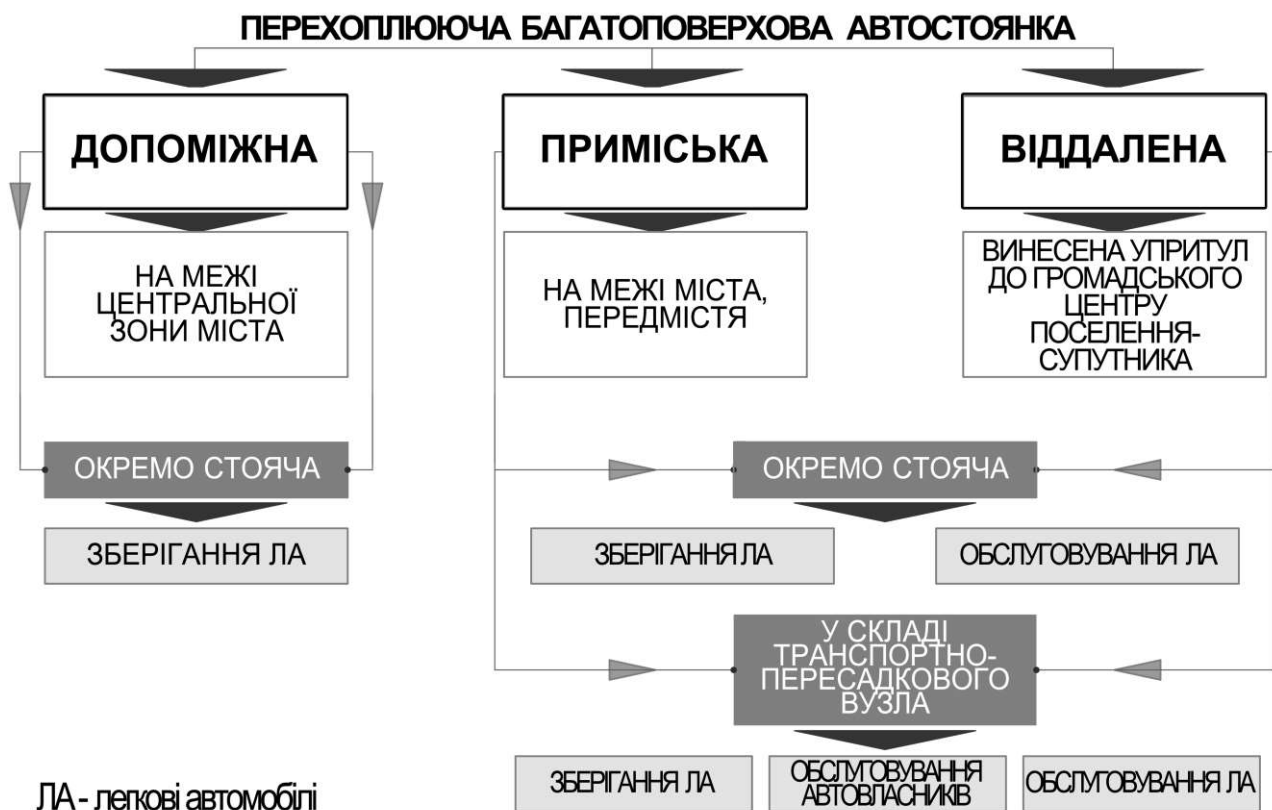 ПЕРЕХОПЛЮЮЧА БАГАТОПОВЕРХОВА АВТОСТОЯНКА
ДОПОМІЖНА
ПРИМІСЬКА
ВІДДАЛЕНА
НА МЕЖІ
ЦЕНТРАЛЬНОЇ
ЗОНИ МІСТА
НА МЕЖІ МІСТА,
ПЕРЕДМІСТЯ
ВИНЕСЕНА УПРИТУЛ
ДО ГРОМАДСЬКОГО
ЦЕНТРУ
ПОСЕЛЕННЯ-
СУПУТНИКА
ОКРЕМО СТОЯЧА
ОКРЕМО СТОЯЧА
ЗБЕРІГАННЯ ЛА
ЗБЕРІГАННЯ ЛА
ОБСЛУГОВУВАННЯ ЛА
У СКЛАДІ
ТРАНСПОРТНО-
ПЕРЕСАДКОВОГО
ВУЗЛА
ЗБЕРІГАННЯ ЛА
ОБСЛУГОВУВАННЯ
АВТОВЛАСНИКІВ
ОБСЛУГОВУВАННЯ ЛА
ЛА - легкові автомобілі